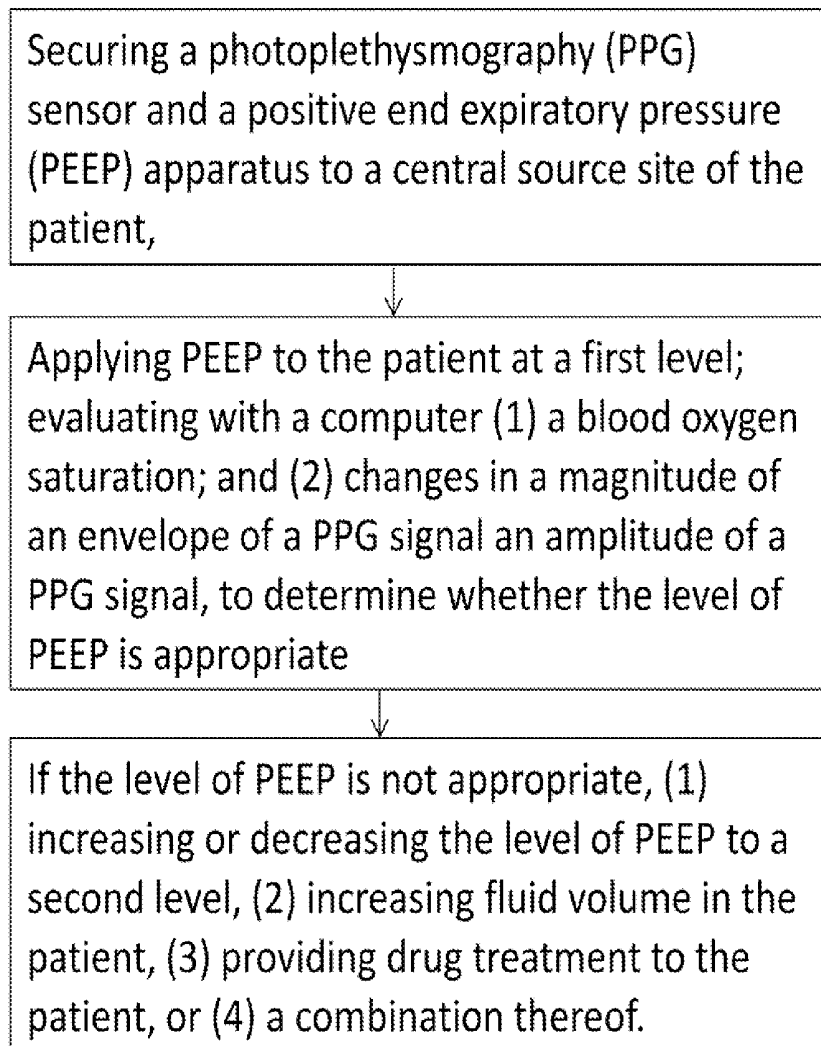 Securing a photoplethysmography (PPG)
sensor and a positive end expiratory pressure
(PEEP) apparatus to a central source site of the
patient,
Applying PEEP to the patient at a first level;
evaluating with a computer (1) a blood oxygen
saturation; and (2) changes in a magnitude of
an envelope of a PPG signal an amplitude of a
PPG signal, to determine whether the level of
PEEP is appropriate
If the level of PEEP is not appropriate, (1)
increasing or decreasing the level of PEEP to a
second level, (2) increasing fluid volume in the
patient, (3) providing drug treatment to the
patient, or (4) a combination thereof.